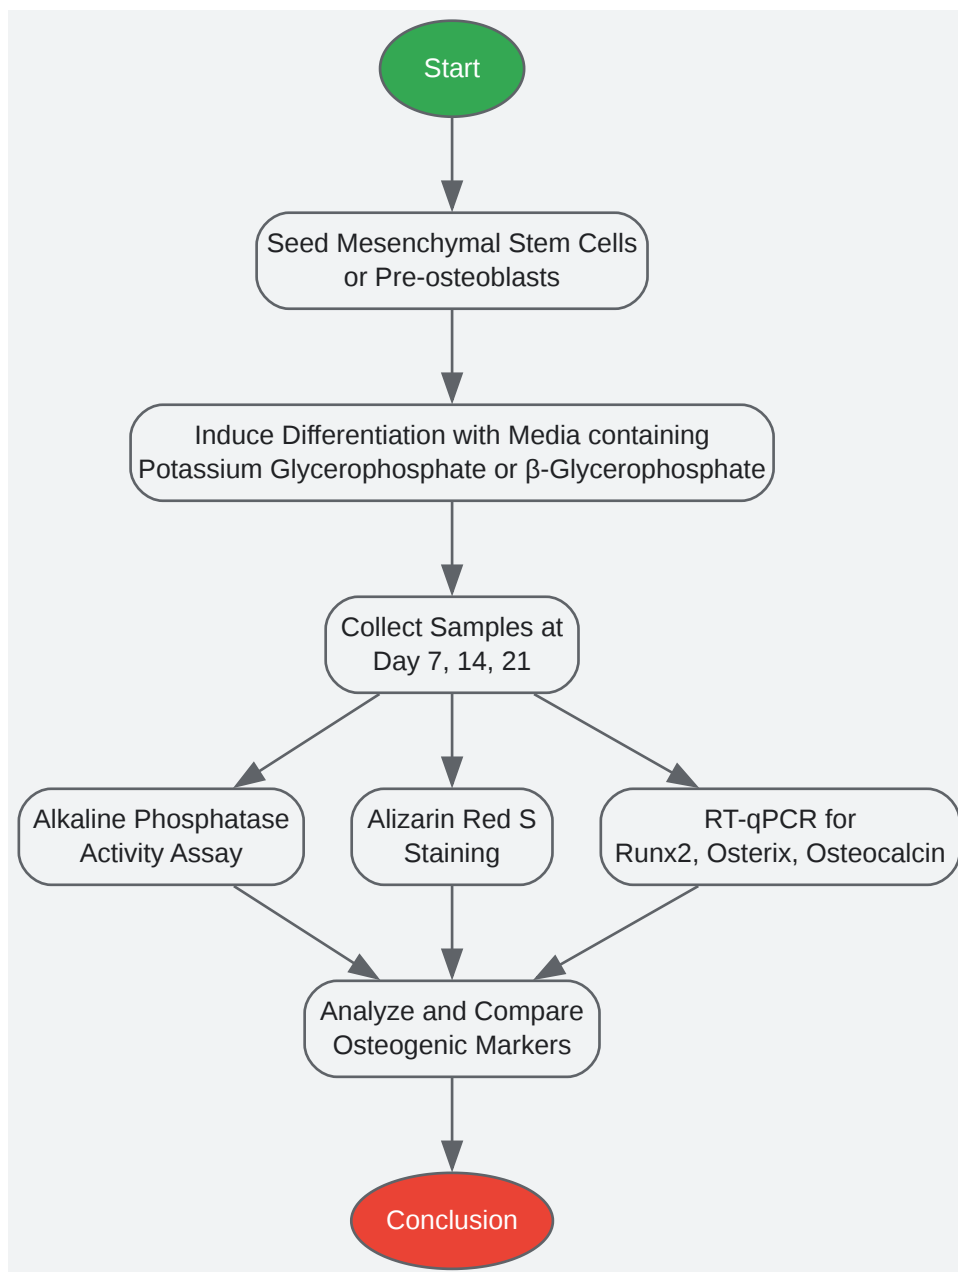 Start
Seed Mesenchymal Stem Cells
or Pre-osteoblasts
Induce Differentiation with Media containing
Potassium Glycerophosphate or β-Glycerophosphate
Collect Samples at
Day 7, 14, 21
Alkaline Phosphatase
Activity Assay
Alizarin Red S
Staining
RT-qPCR for
Runx2, Osterix, Osteocalcin
Analyze and Compare
Osteogenic Markers
Conclusion